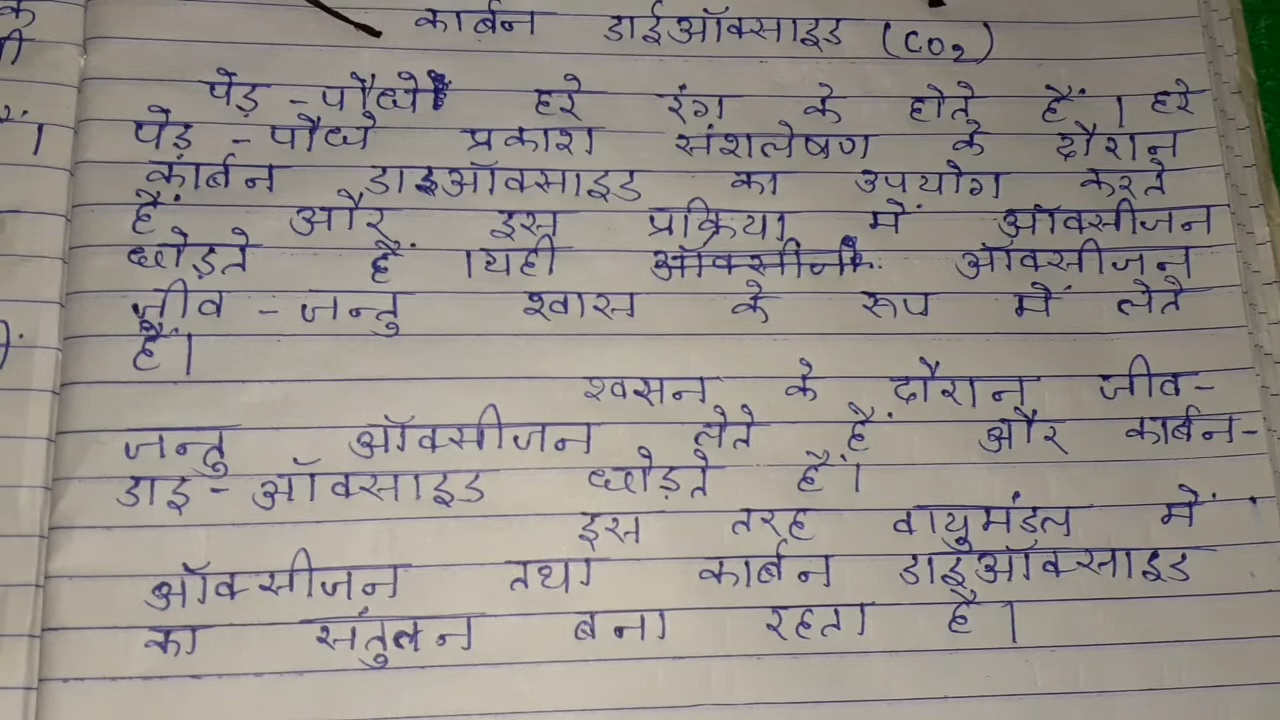 कार्बन डाईऑक्साइड (CO₂)
पेड़ - पौधे हरे रंग के होते हैं। हरे
पेड़ - पौधे प्रकाश संशलेषण के दौरान
कार्बन डाइऑक्साइड का उपयोग करते
हैं और इस प्रक्रिया में ऑक्सीजन
छोड़ते हैं ।यही ऑक्सीजन
जीव - जन्तु श्वास के रूप में लेते
हैं।
श्वसन के दौरान जीव-
जन्तु ऑक्सीजन लेते हैं और कार्बन-
डाइ - ऑक्साइड छोड़ते हैं।
इस तरह वायुमंडल में
ऑक्सीजन तथा कार्बन डाइऑक्साइड
का संतुलन बना रहता है।